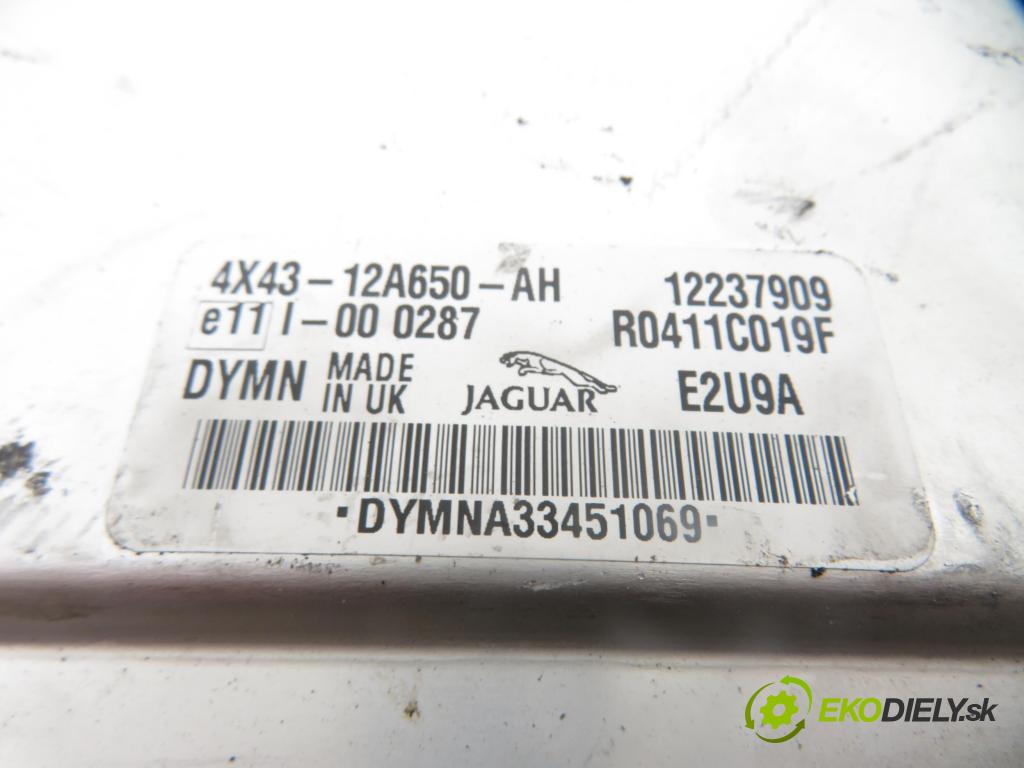 4X43-12A650-AH 12237909
e11 I-00 0287 R0411C019F
DYMN MADE IN UK JAGUAR E2U9A
·DYMNA33451069·
EKODIELY.sk